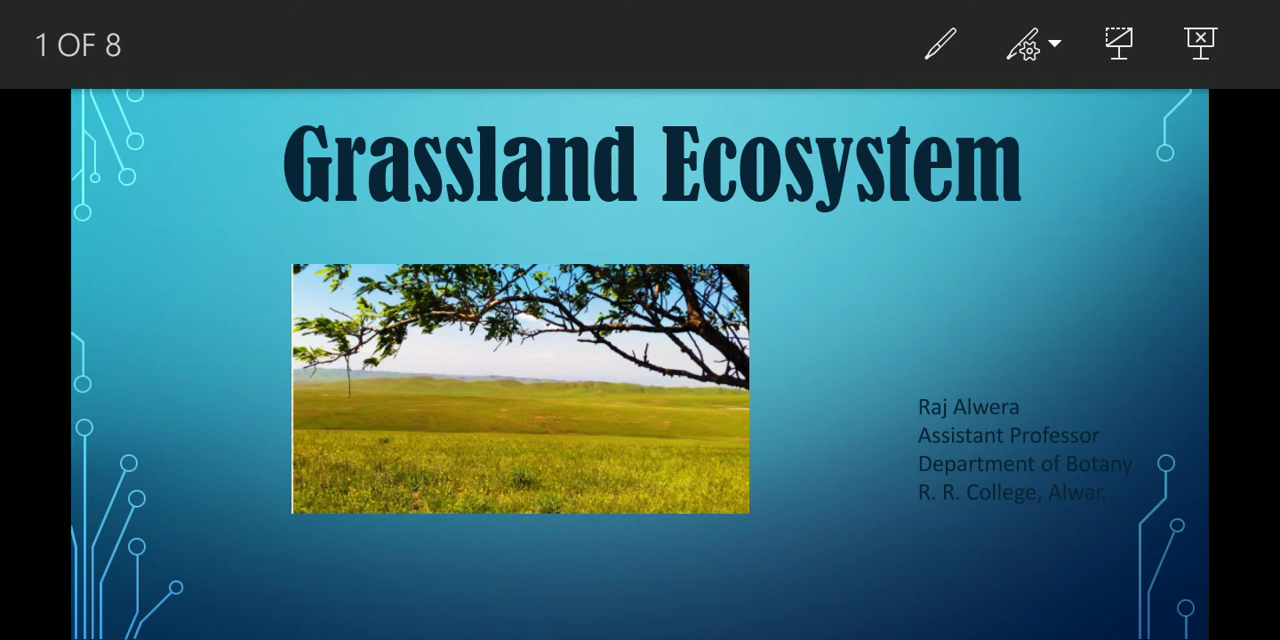 1 OF 8
Grassland Ecosystem
Raj Alwera
Assistant Professor
Department of Botany
R. R. College, Alwar.